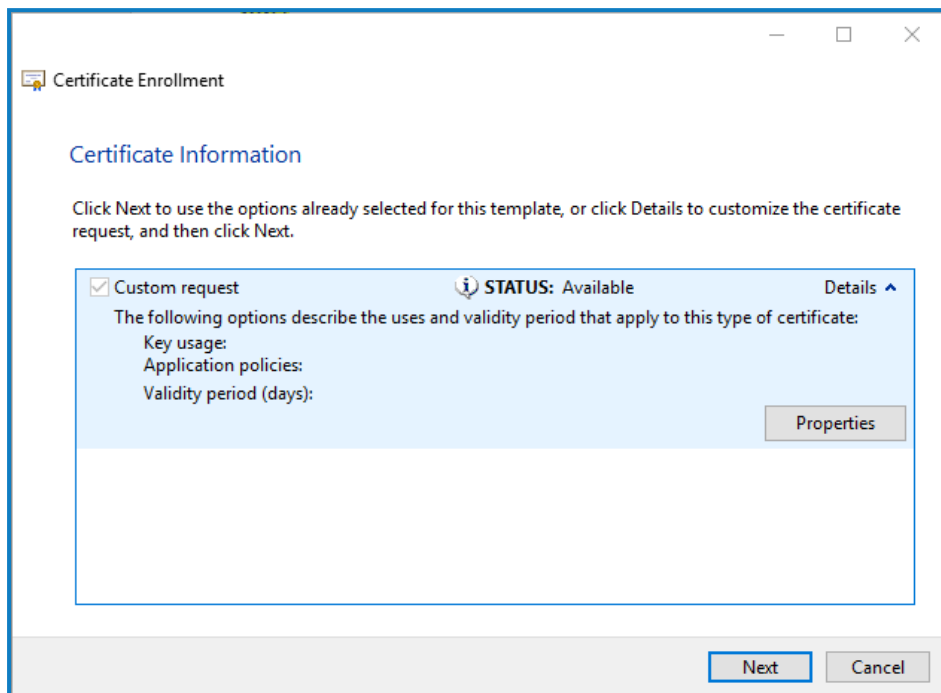 Certificate Enrollment
Certificate Information
Click Next to use the options already selected for this template, or click Details to customize the certificate
request, and then click Next.
Custom request STATUS: Available Details
The following options describe the uses and validity period that apply to this type of certificate:
Key usage:
Application policies:
Validity period (days):
Properties
Next Cancel